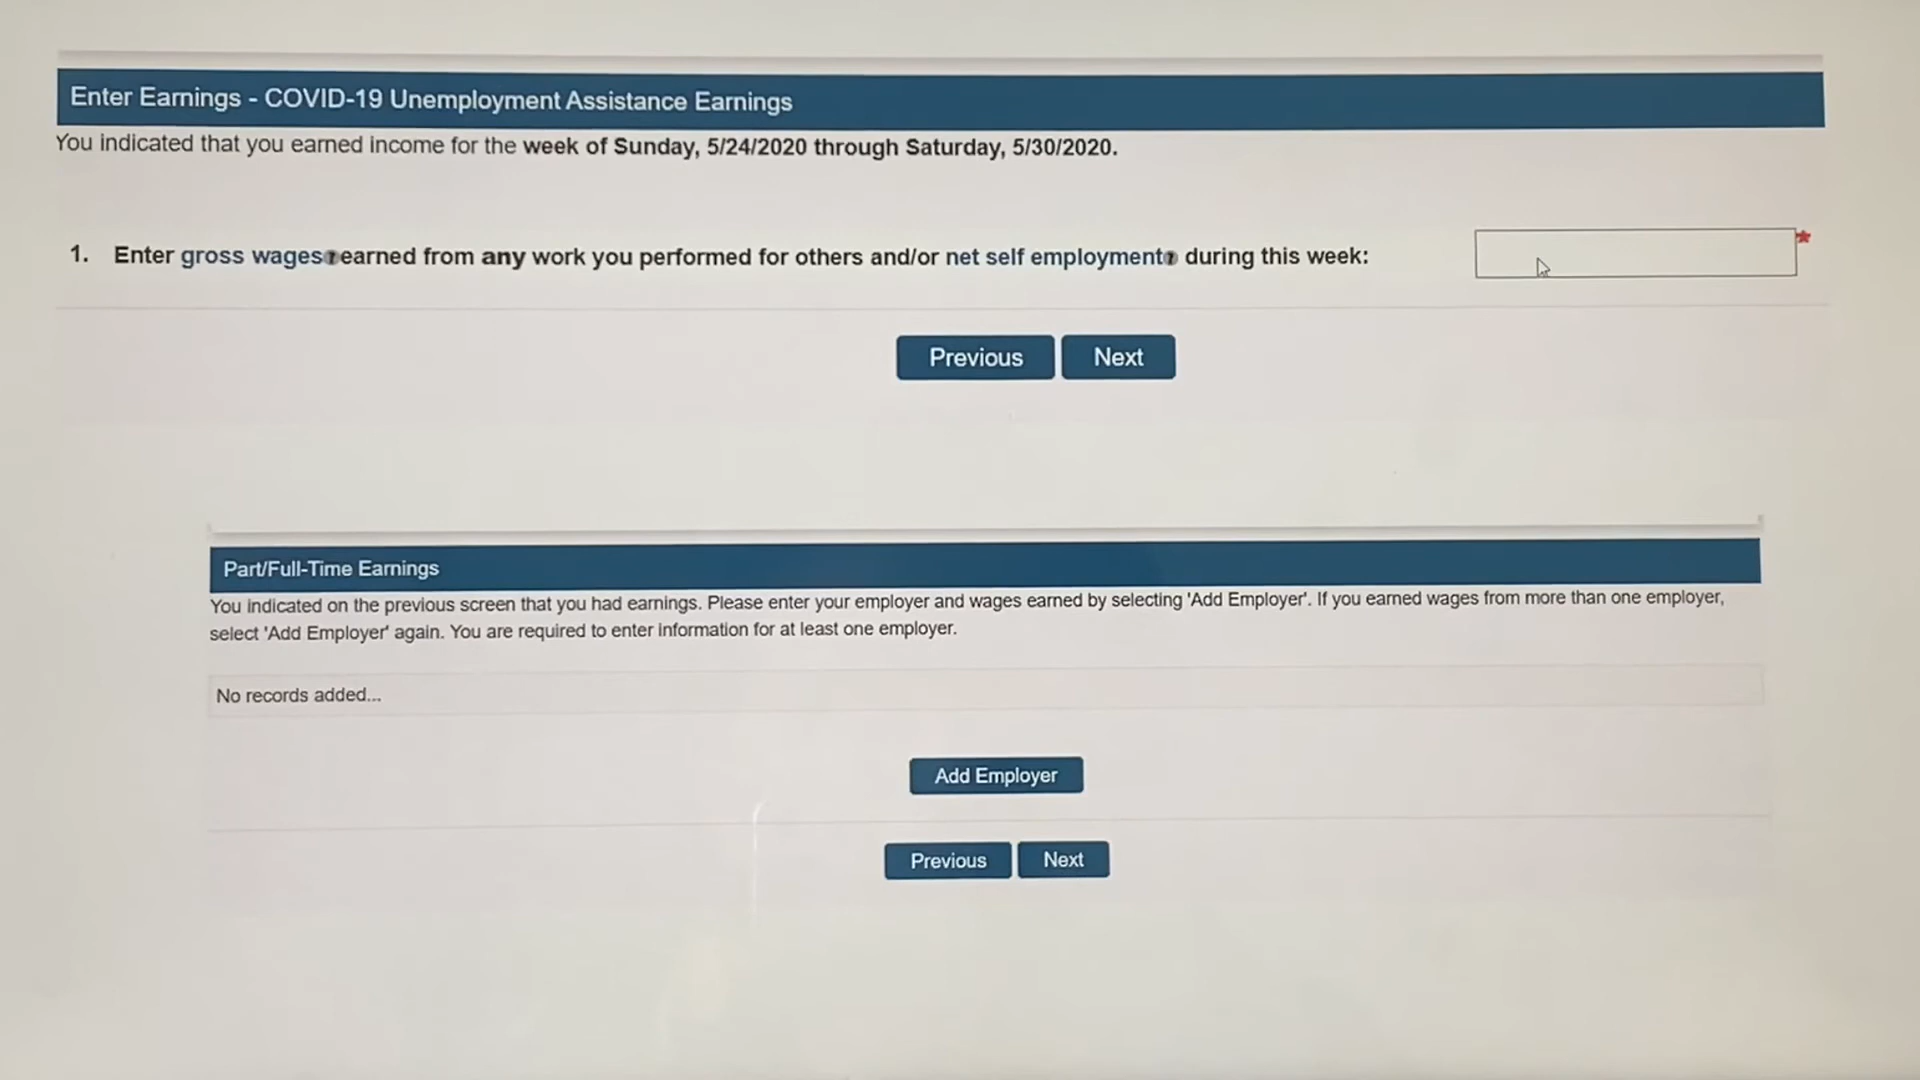 Enter Earnings - COVID-19 Unemployment Assistance Earnings
You indicated that you earned income for the week of Sunday, 5/24/2020 through Saturday, 5/30/2020.
1. Enter gross wages? earned from any work you performed for others and/or net self employment? during this week: *
Previous Next
Part/Full-Time Earnings
You indicated on the previous screen that you had earnings. Please enter your employer and wages earned by selecting 'Add Employer'. If you earned wages from more than one employer,
select 'Add Employer' again. You are required to enter information for at least one employer.
No records added...
Add Employer
Previous Next